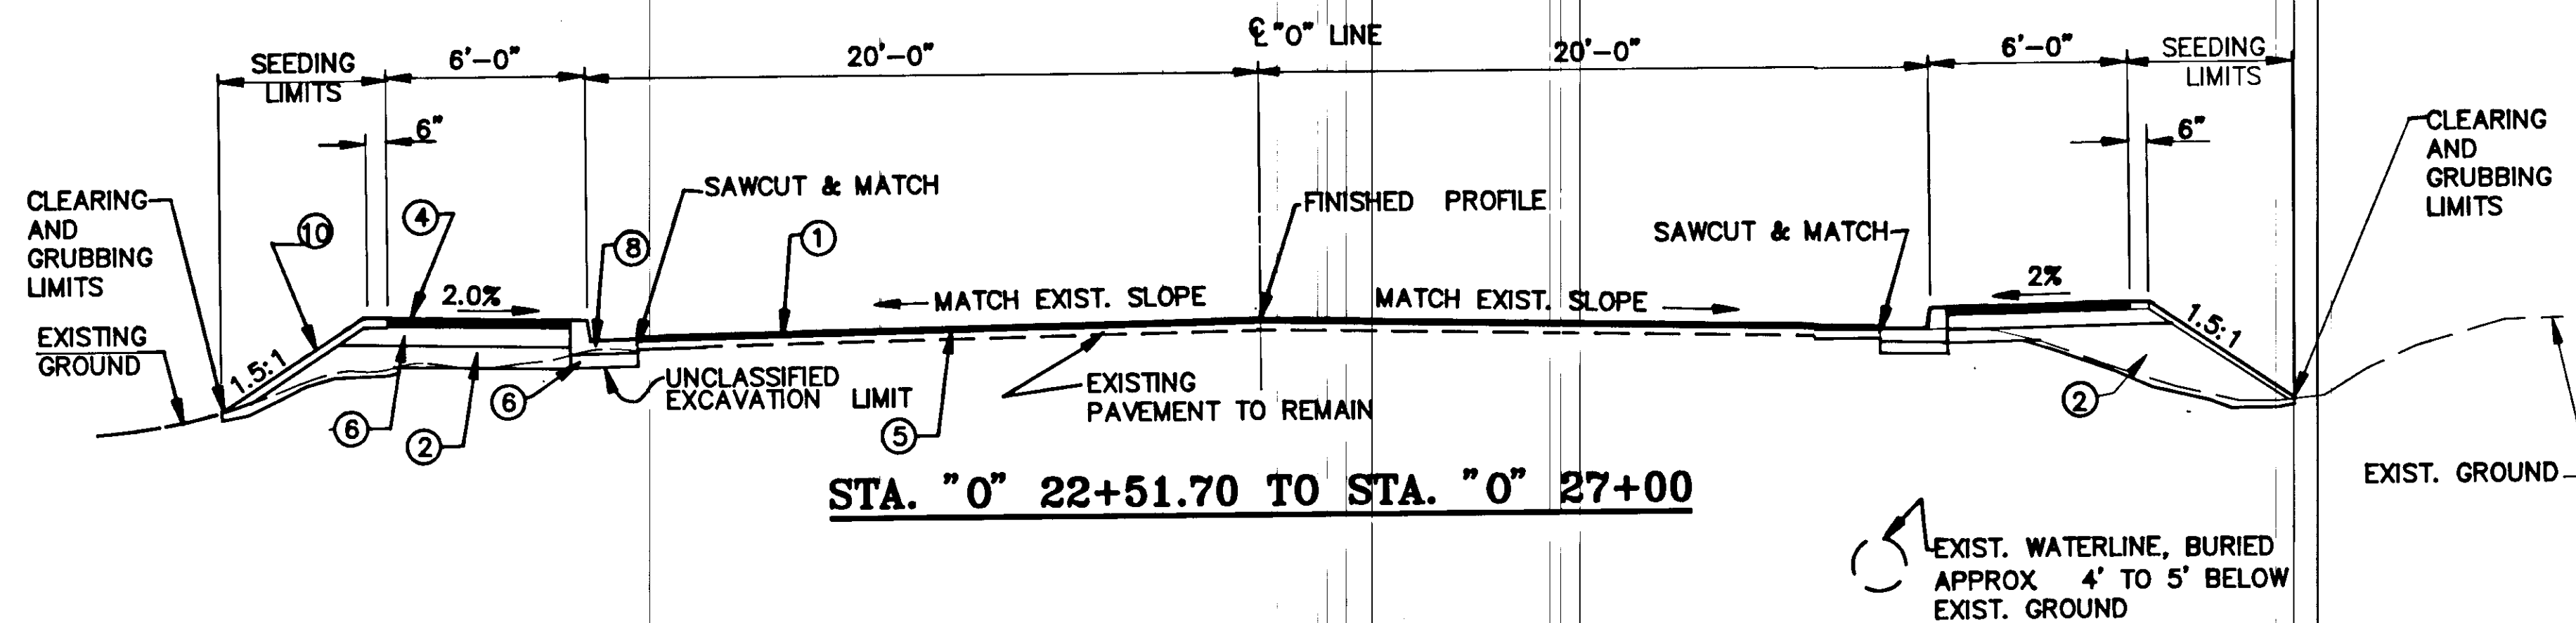 ℄ "O" LINE
SEEDING
LIMITS
6'-0"
20'-0"
20'-0"
6'-0"
SEEDING
LIMITS
6"
6"
CLEARING
AND
GRUBBING
LIMITS
CLEARING
AND
GRUBBING
LIMITS
SAWCUT & MATCH
FINISHED PROFILE
SAWCUT & MATCH
10
4
8
1
2.0%
MATCH EXIST. SLOPE
MATCH EXIST. SLOPE
2%
EXISTING
GROUND
1.5:1
1.5:1
UNCLASSIFIED
EXCAVATION LIMIT
EXISTING
PAVEMENT TO REMAIN
6
2
6
5
2
STA. "O" 22+51.70 TO STA. "O" 27+00
EXIST. GROUND
EXIST. WATERLINE, BURIED
APPROX 4' TO 5' BELOW
EXIST. GROUND